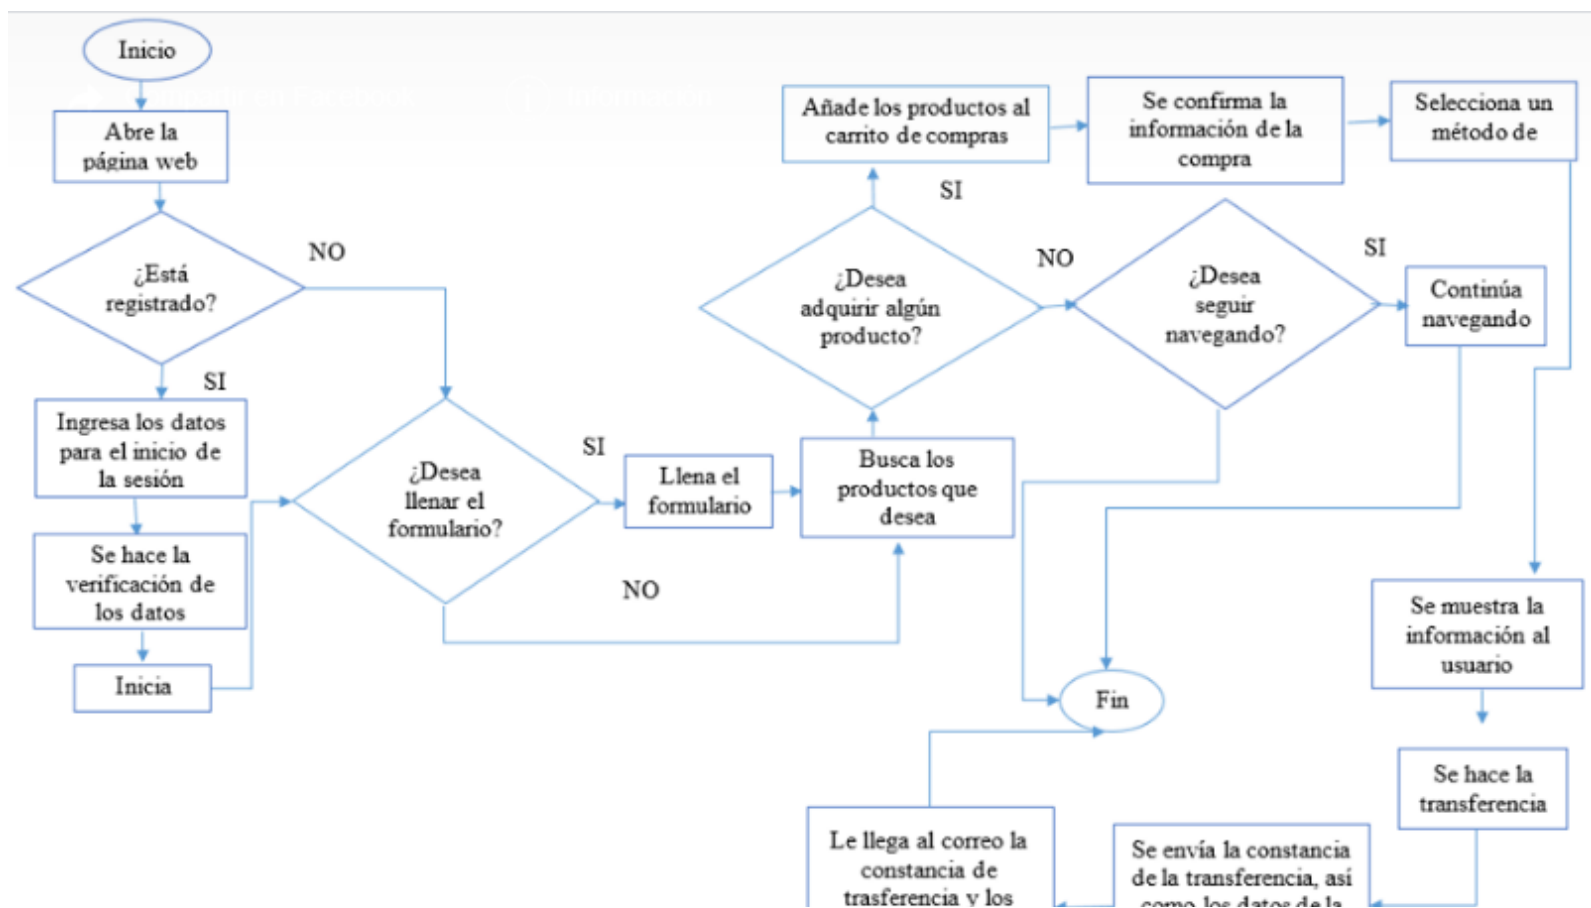 Inicio
Abre la
página web
¿Está
registrado?
NO
SI
Ingresa los datos
para el inicio de
la sesión
Se hace la
verificación de
los datos
Inicia
¿Desea
llenar el
formulario?
SI
NO
Llena el
formulario
Busca los
productos que
desea
¿Desea
adquirir algún
producto?
SI
NO
Añade los productos al
carrito de compras
Se confirma la
información de la
compra
Selecciona un
método de
¿Desea
seguir
navegando?
SI
Continúa
navegando
Se muestra la
información al
usuario
Se hace la
transferencia
Se envía la constancia
de la transferencia, así
como los datos de la
Le llega al correo la
constancia de
trasferencia y los
Fin